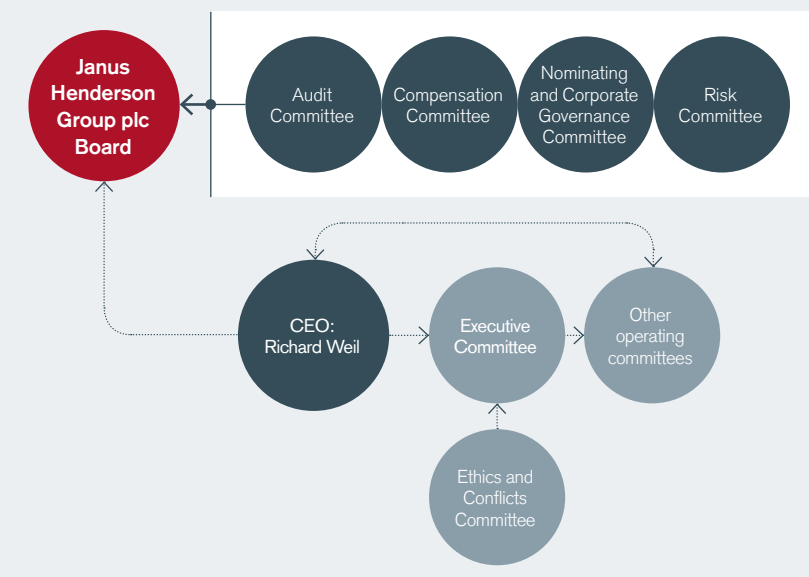 Janus
Henderson
Group plc
Board
Audit
Committee
Compensation
Committee
Nominating
and Corporate
Governance
Committee
Risk
Committee
CEO:
Richard Weil
Executive
Committee
Other
operating
committees
Ethics and
Conflicts
Committee